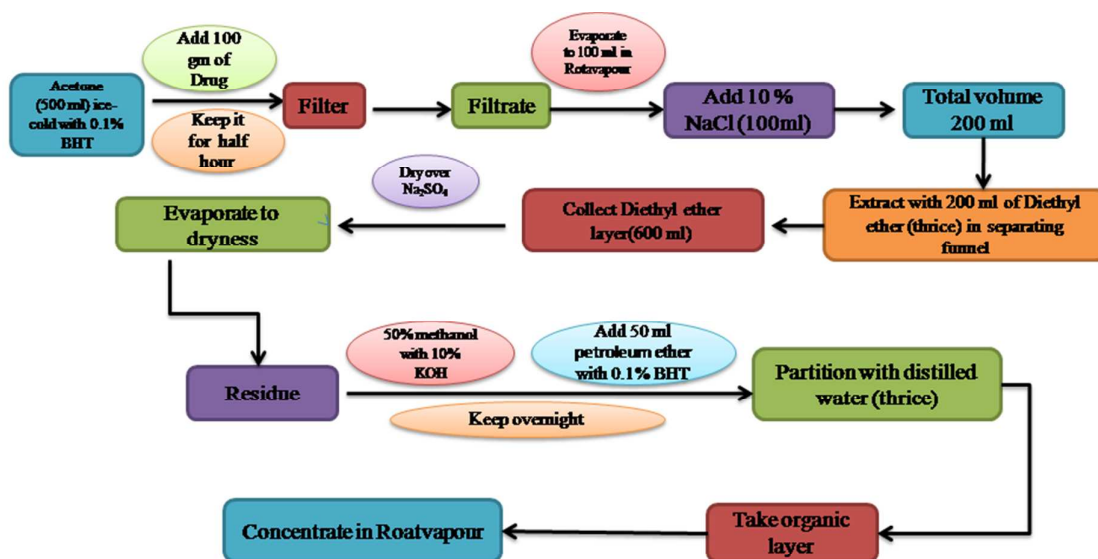 Acetone
(500 ml) ice-
cold with 0.1%
BHT
Add 100
gm of
Drug
Keep it
for half
hour
Filter
Filtrate
Evaporate
to 100 ml in
Rotavapour
Add 10 %
NaCl (100ml)
Total volume
200 ml
Extract with 200 ml of Diethyl
ether (thrice) in separating
funnel
Collect Diethyl ether
layer(600 ml)
Dry over
Na₂SO₄
Evaporate to
dryness
Residue
50% methanol
with 10%
KOH
Add 50 ml
petroleum ether
with 0.1% BHT
Keep overnight
Partition with distilled
water (thrice)
Take organic
layer
Concentrate in Roatvapour